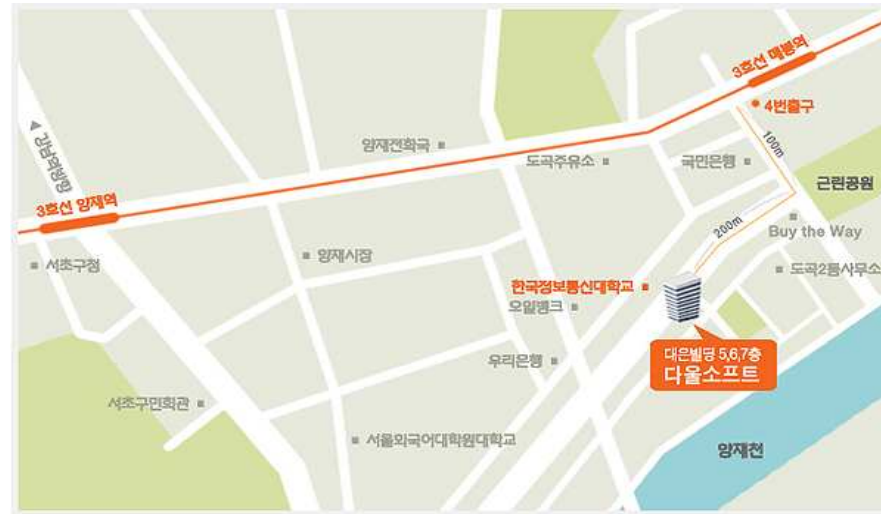 3호선 매봉역
4번출구
100m
양재전화국
도곡주유소
국민은행
근린공원
▲ 강남역방향
3호선 양재역
200m
Buy the Way
서초구청
양재시장
도곡2동사무소
한국정보통신대학교
오일뱅크
대은빌딩 5,6,7층
다울소프트
우리은행
서초구민회관
서울외국어대학원대학교
양재천